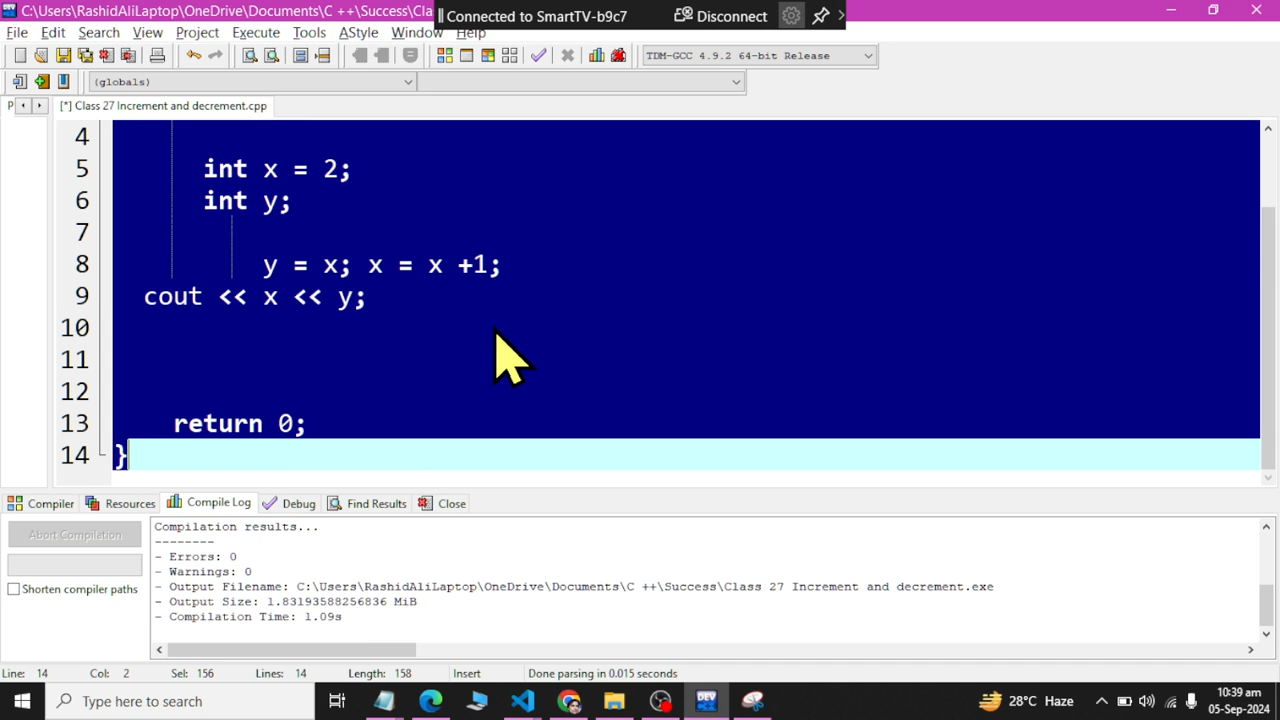 C:\Users\RashidAliLaptop\OneDrive\Documents\C ++\Success\Clas
Connected to SmartTV-b9c7 Disconnect
File Edit Search View Project Execute Tools AStyle Window Help
TDM-GCC 4.9.2 64-bit Release
(globals)
P [*] Class 27 Increment and decrement.cpp
4
5 int x = 2;
6 int y;
7
8 y = x; x = x +1;
9 cout << x << y;
10
11
12
13 return 0;
14 }
Compiler Resources Compile Log Debug Find Results Close
Abort Compilation
Shorten compiler paths
Compilation results...
--------
- Errors: 0
- Warnings: 0
- Output Filename: C:\Users\RashidAliLaptop\OneDrive\Documents\C ++\Success\Class 27 Increment and decrement.exe
- Output Size: 1.83193588256836 MiB
- Compilation Time: 1.09s
Line: 14 Col: 2 Sel: 156 Lines: 14 Length: 158 Insert Done parsing in 0.015 seconds
Type here to search
DEV
28°C Haze
10:39 am
05-Sep-2024